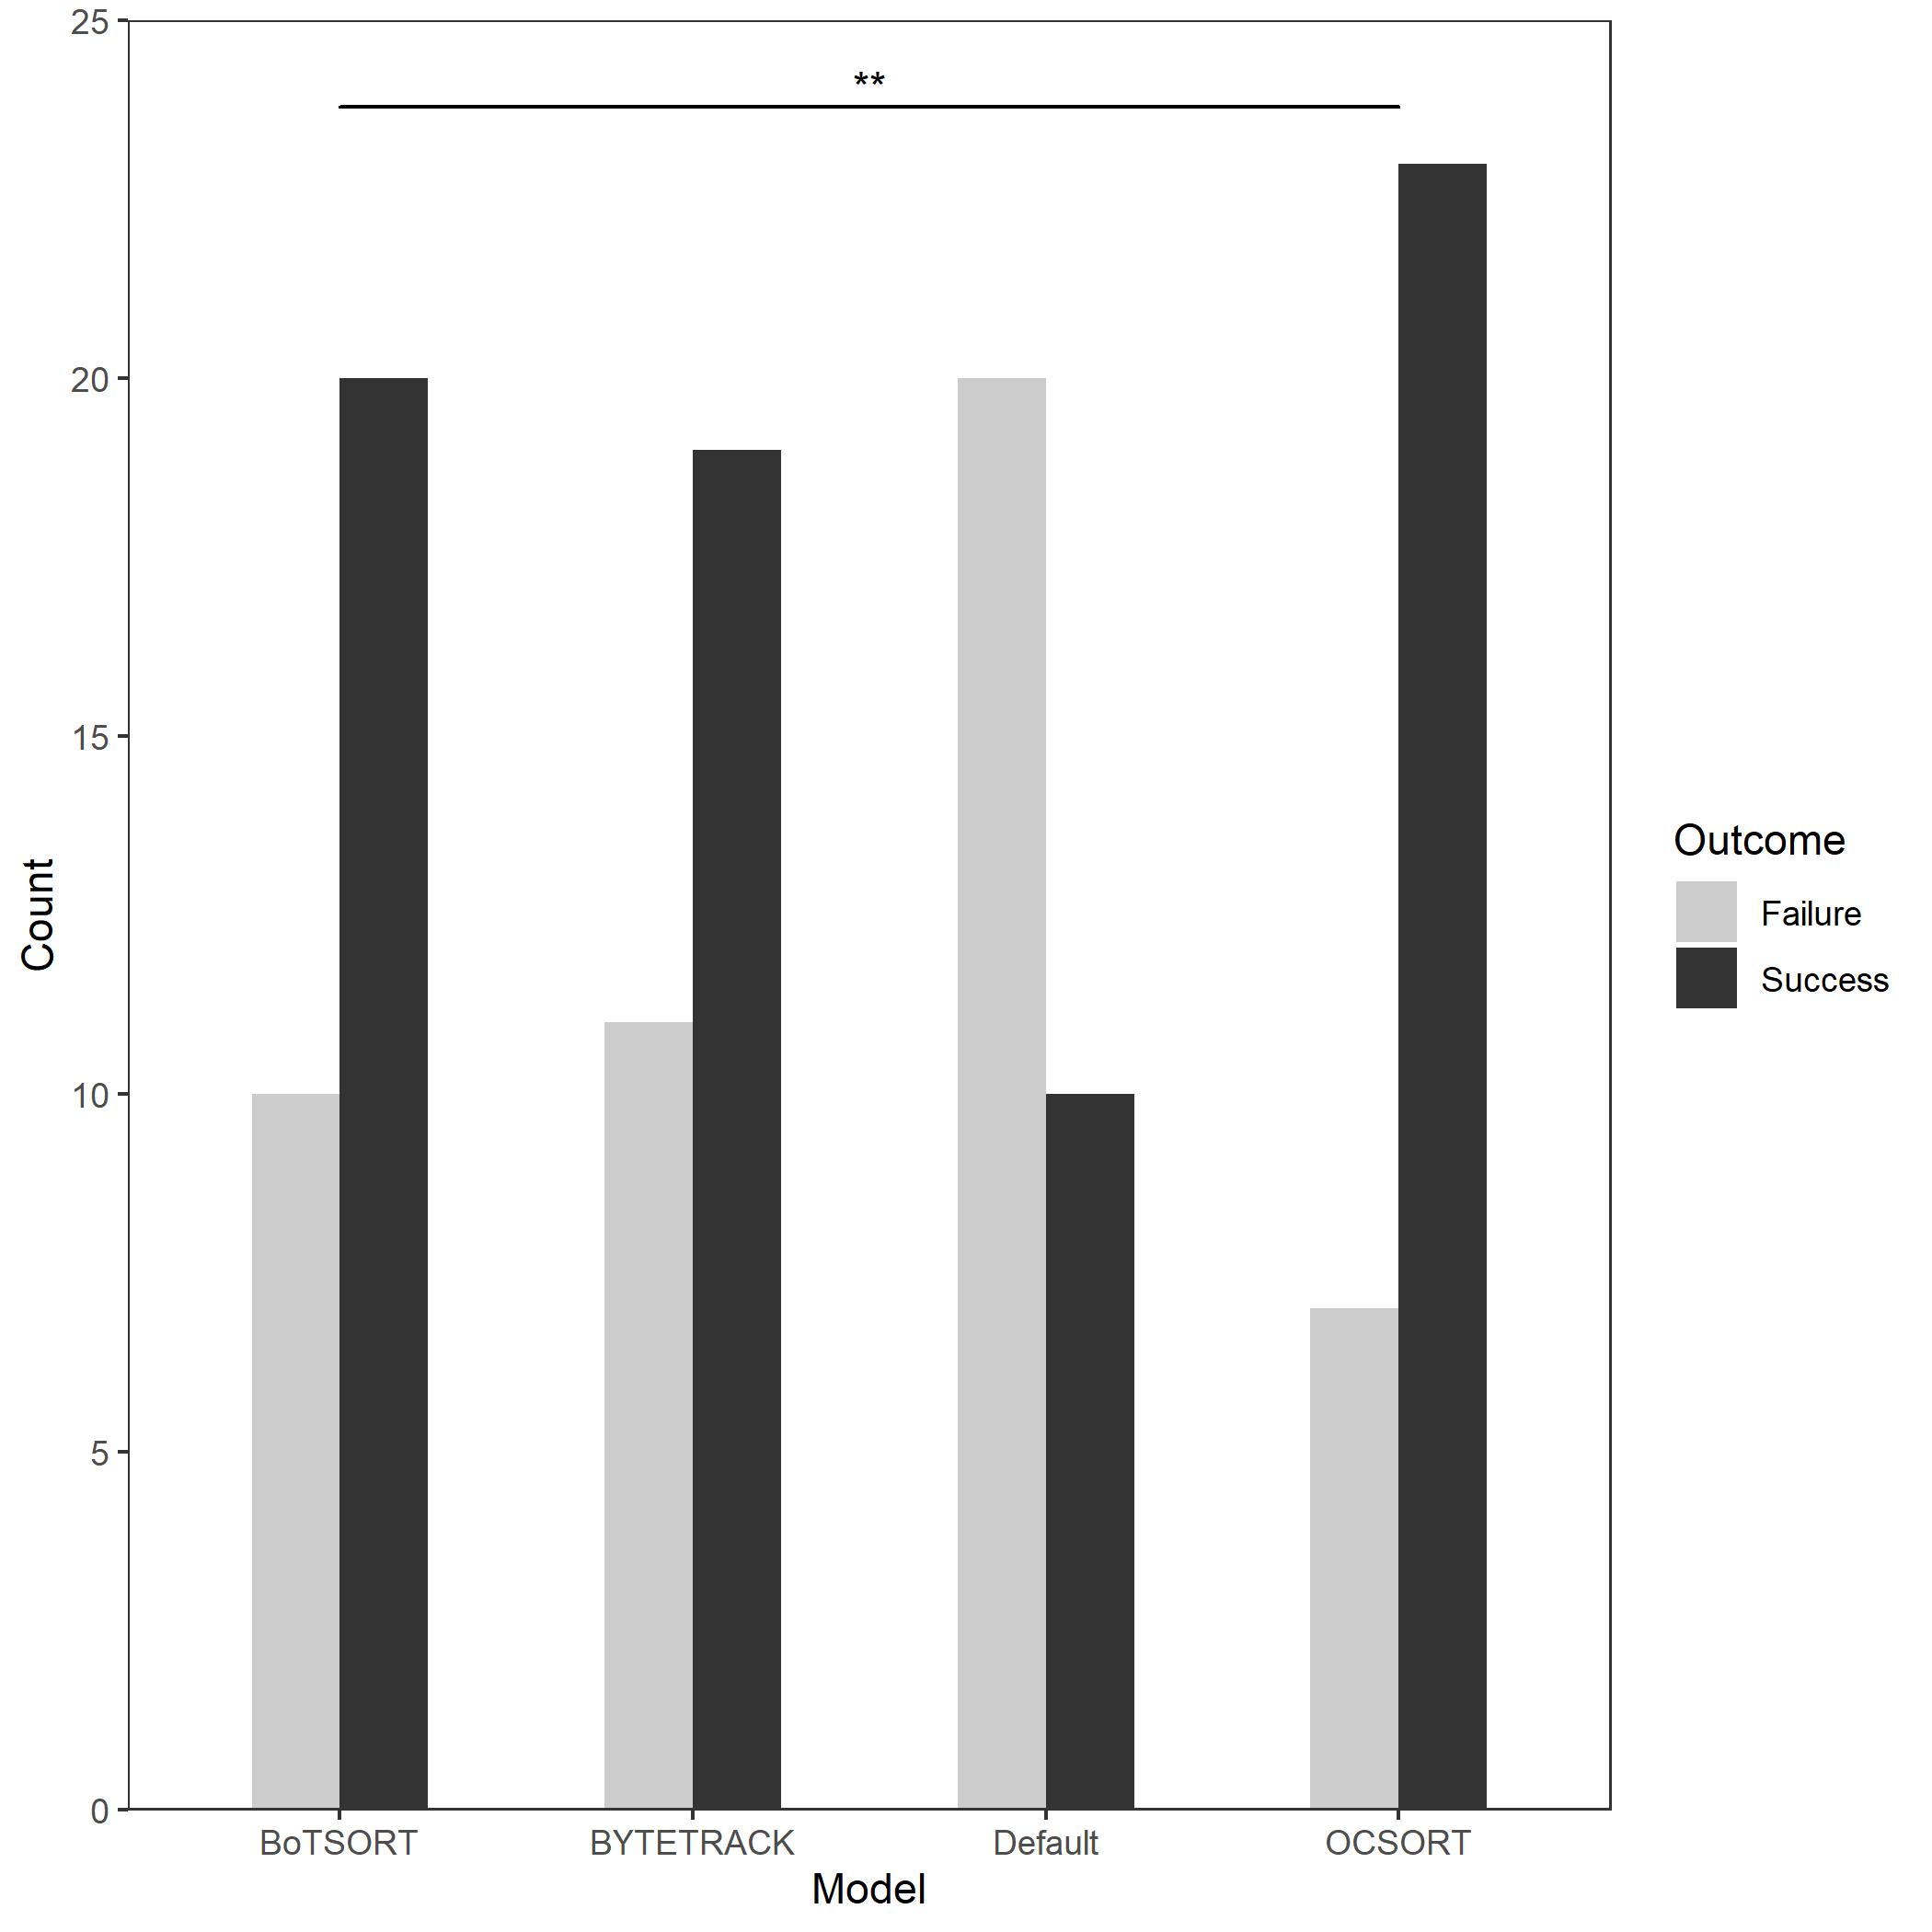 **
25
20
15
10
5
0
Count
BoTSORT
BYTETRACK
Default
OCSORT
Model
Outcome
Failure
Success